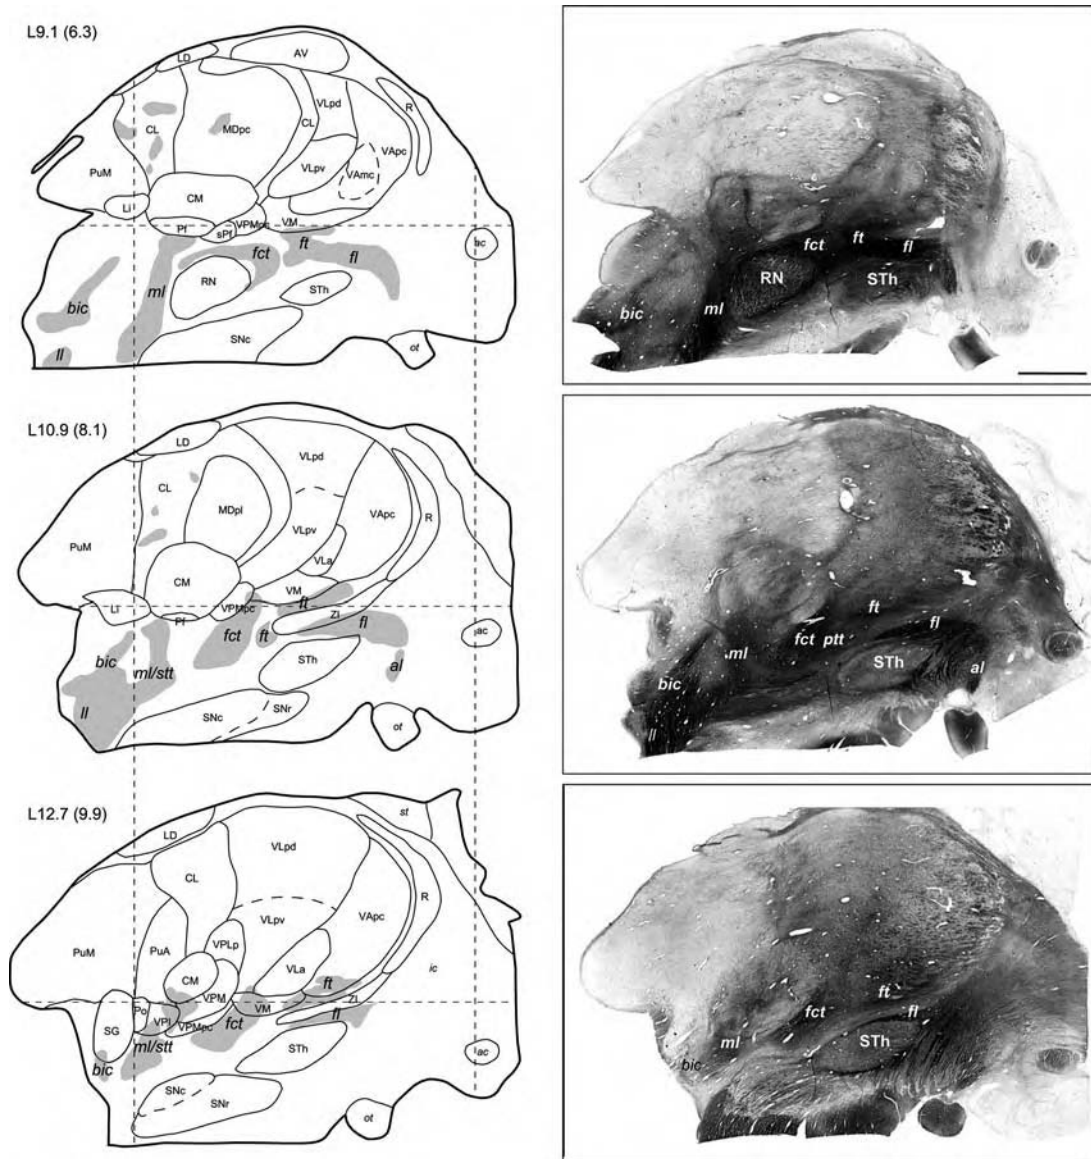 L9.1 (6.3)
LD
AV
R
VLpd
CL
MDpc
CL
VApc
VLpv
VAmc
PuM
CM
Li
Pf
sPf
VPMpc
VM
fct
ft
fl
ac
ml
RN
STh
bic
SNc
ll
ot
fct
ft
fl
RN
STh
bic
ml
L10.9 (8.1)
LD
VLpd
CL
MDpl
VApc
R
PuM
VLpv
VLa
CM
VM
Li
Pf
VPMpc
ft
ZI
fct
ft
fl
ac
bic
ml/stt
STh
al
ll
SNc
SNr
ot
ft
fl
fct
ptt
ml
STh
al
bic
ll
L12.7 (9.9)
st
LD
VLpd
CL
R
VApc
VLpv
PuM
PuA
VPLp
ic
VLa
CM
VPM
ft
ZI
Po
VM
fl
SG
VPI
VPMpc
fct
ml/stt
STh
ac
bic
SNc
SNr
ot
ft
fct
fl
ml
STh
bic